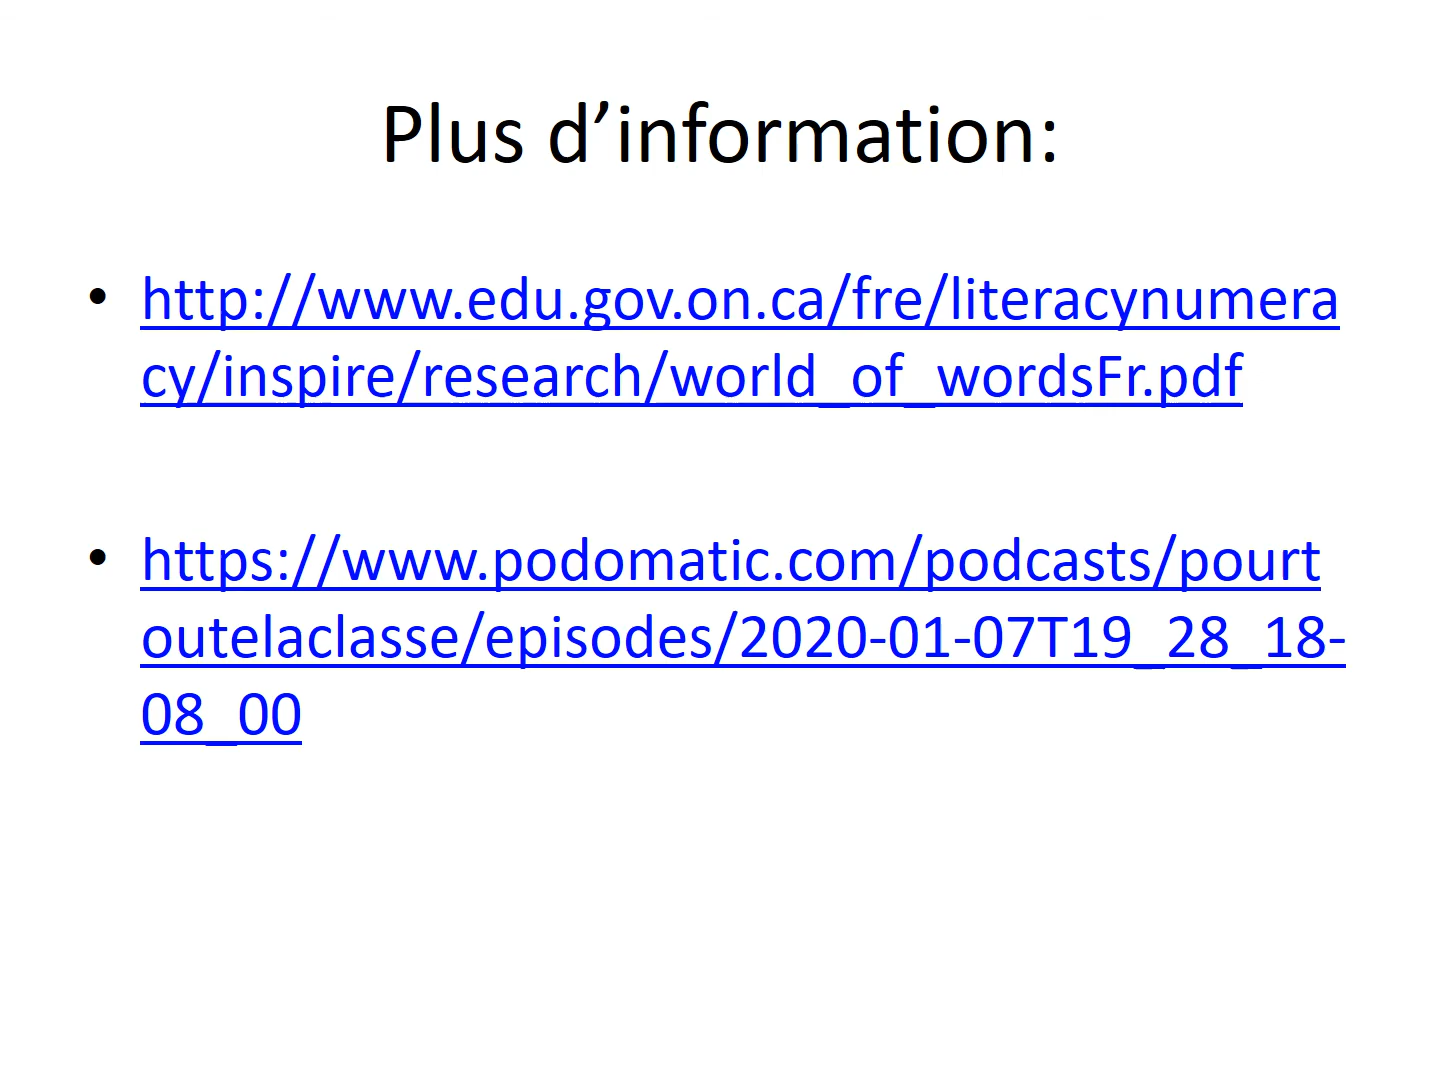 Plus d’information:
• http://www.edu.gov.on.ca/fre/literacynumera
cy/inspire/research/world_of_wordsFr.pdf
• https://www.podomatic.com/podcasts/pourt
outelaclasse/episodes/2020-01-07T19_28_18-
08_00